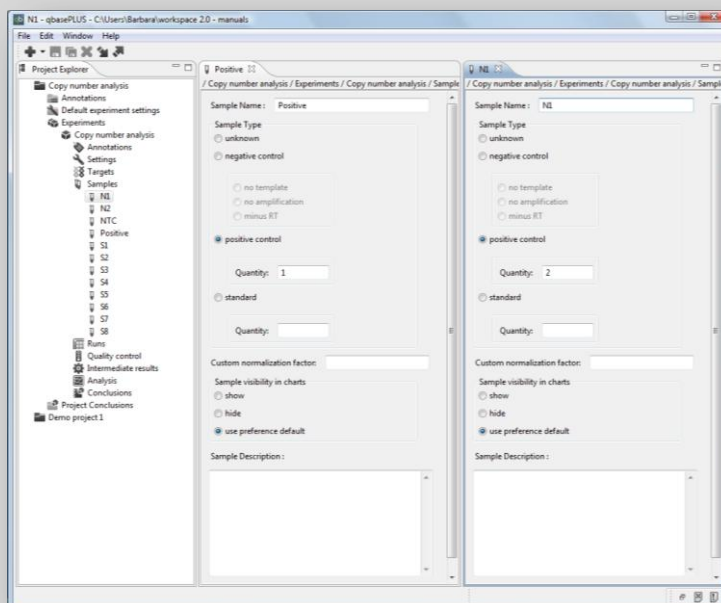 N1 - qbasePLUS - C:\Users\Barbara\workspace 2.0 - manuals
File Edit Window Help
Project Explorer
Copy number analysis
Annotations
Default experiment settings
Experiments
Copy number analysis
Annotations
Settings
Targets
Samples
N1
N2
NTC
Positive
S1
S2
S3
S4
S5
S6
S7
S8
Runs
Quality control
Intermediate results
Analysis
Conclusions
Project Conclusions
Demo project 1
Positive
/ Copy number analysis / Experiments / Copy number analysis / Sample
Sample Name : Positive
Sample Type
unknown
negative control
no template
no amplification
minus RT
positive control
Quantity: 1
standard
Quantity:
Custom normalization factor:
Sample visibility in charts
show
hide
use preference default
Sample Description :
N1
/ Copy number analysis / Experiments / Copy number analysis / Sampl
Sample Name : N1
Sample Type
unknown
negative control
no template
no amplification
minus RT
positive control
Quantity: 2
standard
Quantity:
Custom normalization factor:
Sample visibility in charts
show
hide
use preference default
Sample Description :